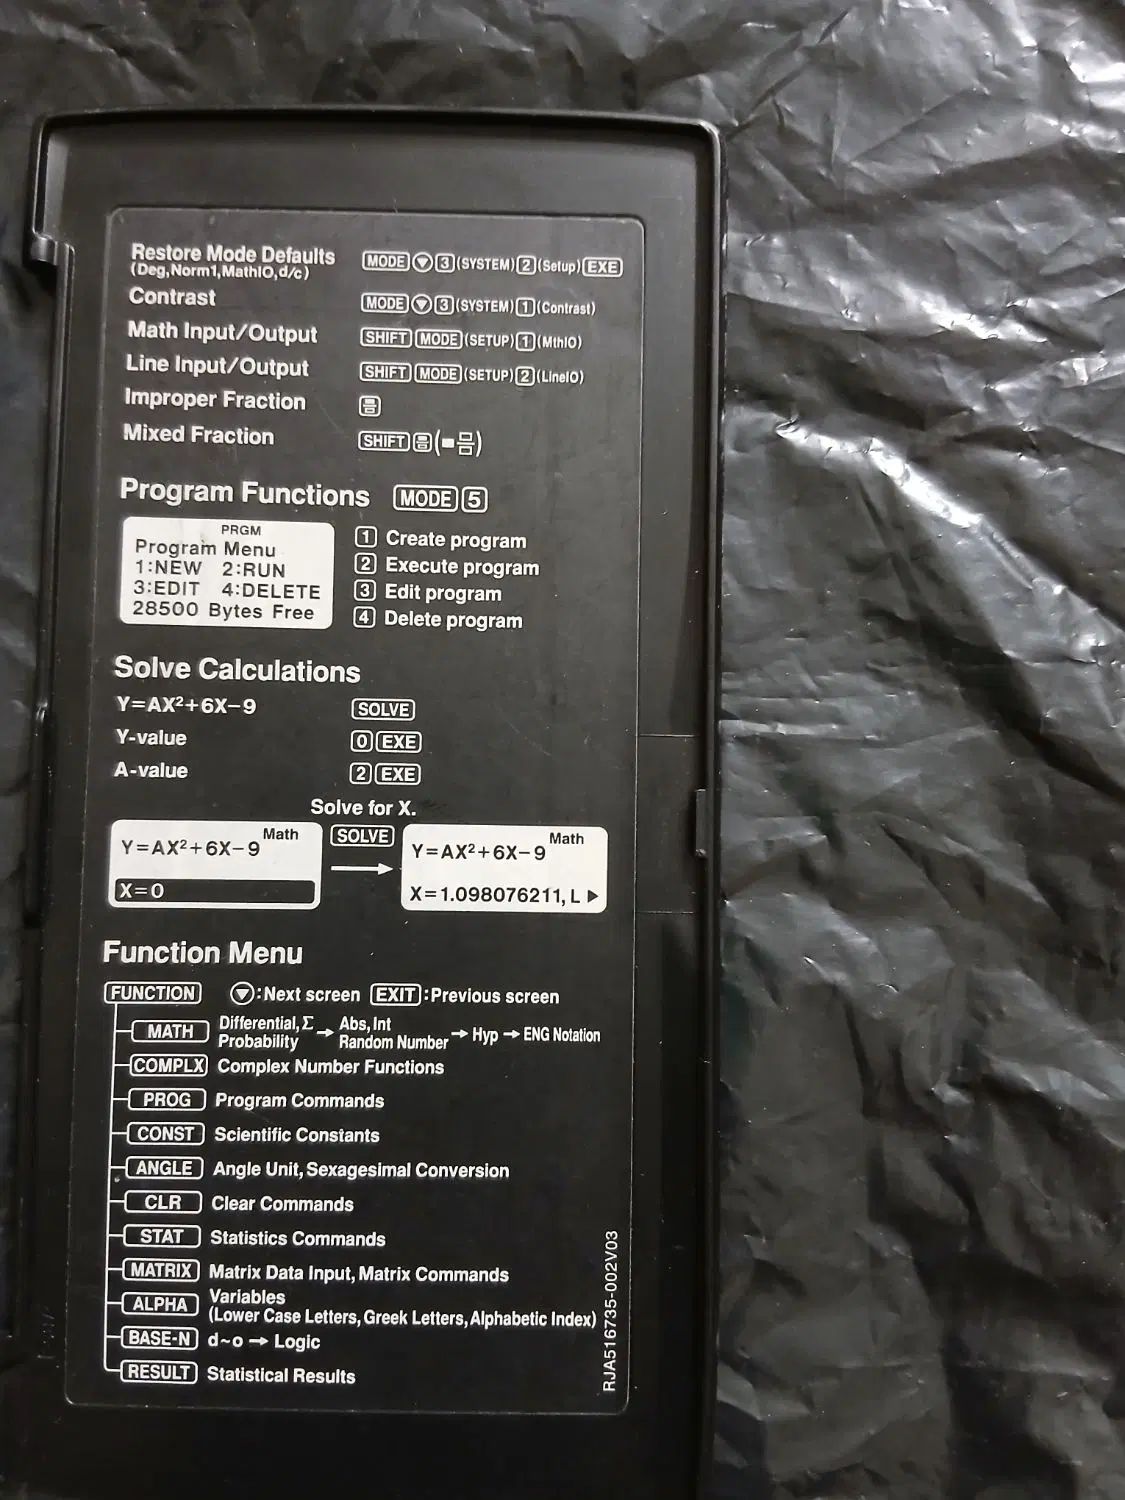 Restore Mode Defaults MODE ▼ 3 (SYSTEM) 2 (Setup) EXE
(Deg,Norm1,MathIO,d/c)
Contrast MODE ▼ 3 (SYSTEM) 1 (Contrast)
Math Input/Output SHIFT MODE (SETUP) 1 (MthIO)
Line Input/Output SHIFT MODE (SETUP) 2 (LineIO)
Improper Fraction
Mixed Fraction SHIFT
Program Functions MODE 5
PRGM
Program Menu
1:NEW 2:RUN
3:EDIT 4:DELETE
28500 Bytes Free
1 Create program
2 Execute program
3 Edit program
4 Delete program
Solve Calculations
Y=AX²+6X−9 SOLVE
Y-value 0 EXE
A-value 2 EXE
Solve for X.
Math
Y=AX²+6X−9
X=0
SOLVE →
Math
Y=AX²+6X−9
X=1.098076211, L ▶
Function Menu
FUNCTION ▼:Next screen EXIT:Previous screen
MATH Differential,Σ Probability → Abs,Int Random Number → Hyp → ENG Notation
COMPLX Complex Number Functions
PROG Program Commands
CONST Scientific Constants
ANGLE Angle Unit, Sexagesimal Conversion
CLR Clear Commands
STAT Statistics Commands
MATRIX Matrix Data Input, Matrix Commands
ALPHA Variables
(Lower Case Letters, Greek Letters, Alphabetic Index)
BASE-N d~o → Logic
RESULT Statistical Results
RJA516735-002V03